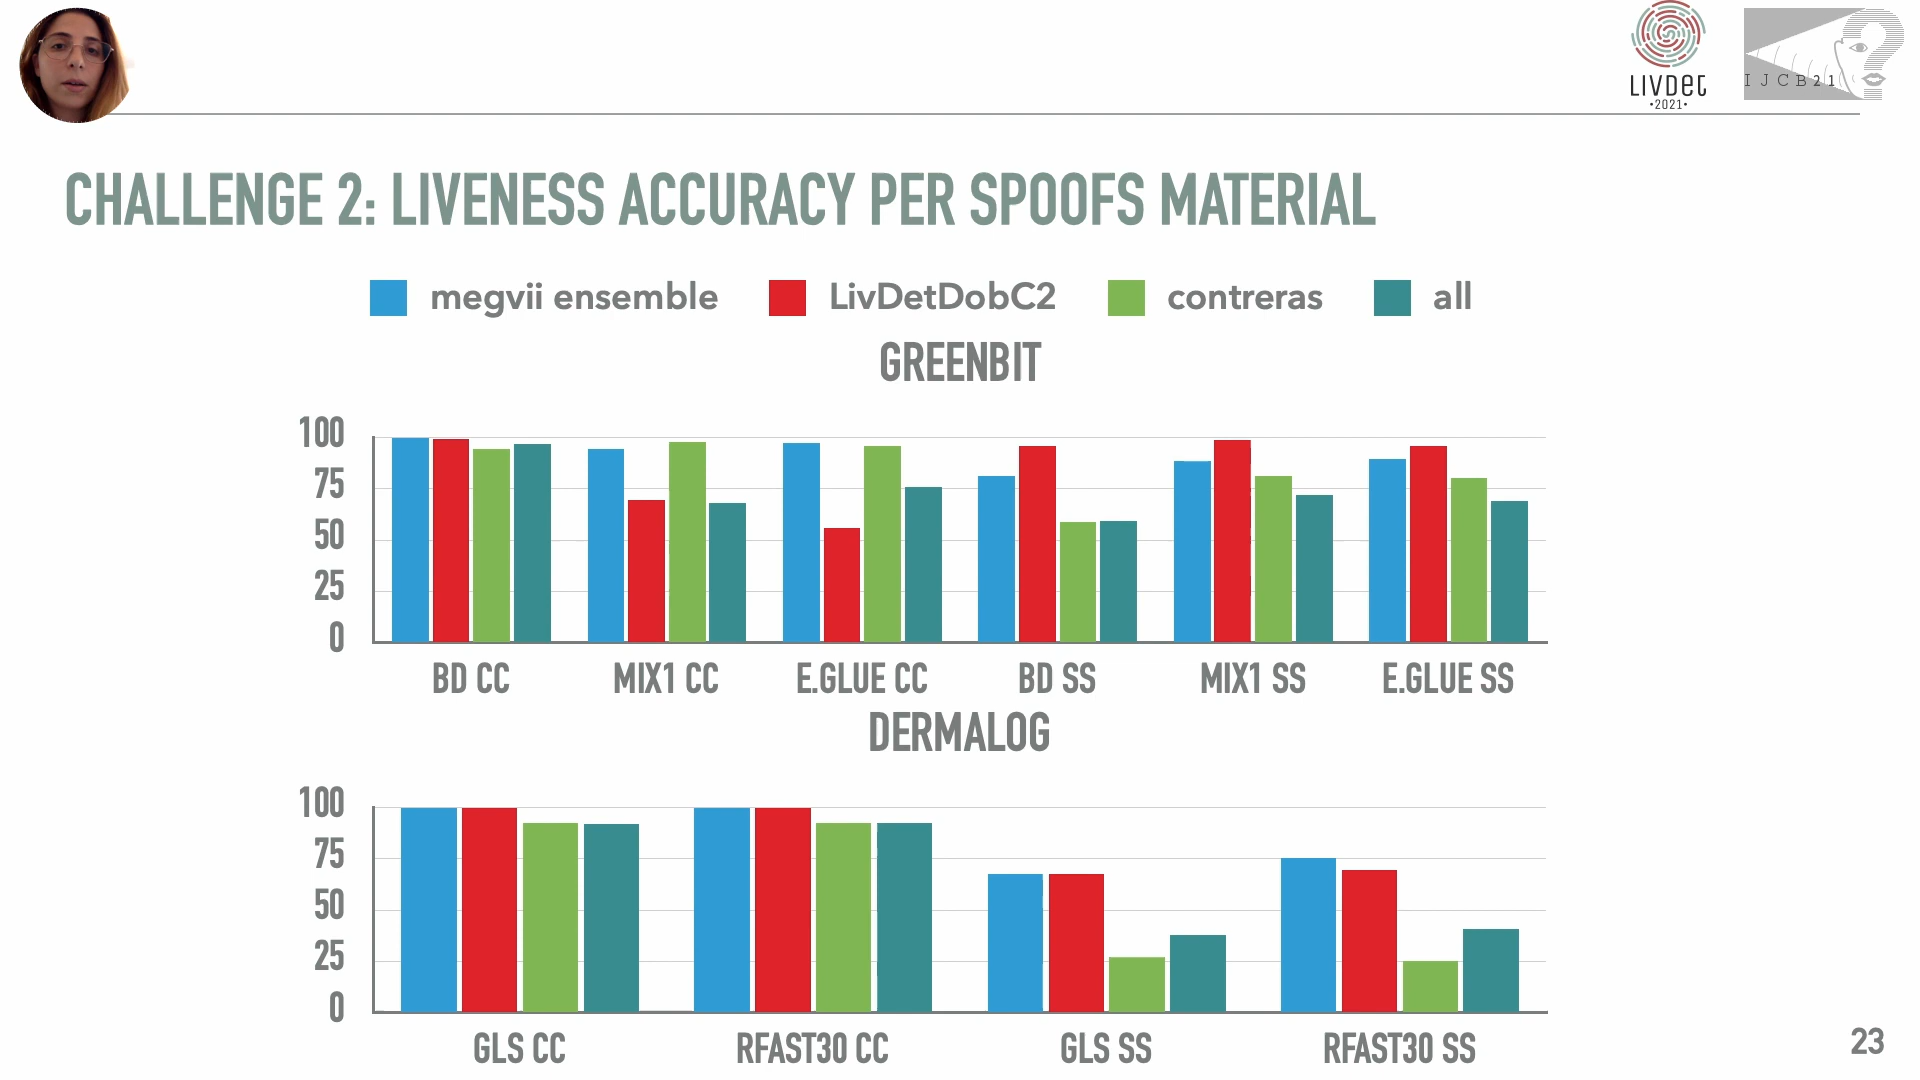 LIVDET
•2021•
IJCB21
CHALLENGE 2: LIVENESS ACCURACY PER SPOOFS MATERIAL
megvii ensemble LivDetDobC2 contreras all
GREENBIT
100
75
50
25
0
BD CC MIX1 CC E.GLUE CC BD SS MIX1 SS E.GLUE SS
DERMALOG
100
75
50
25
0
GLS CC RFAST30 CC GLS SS RFAST30 SS
23